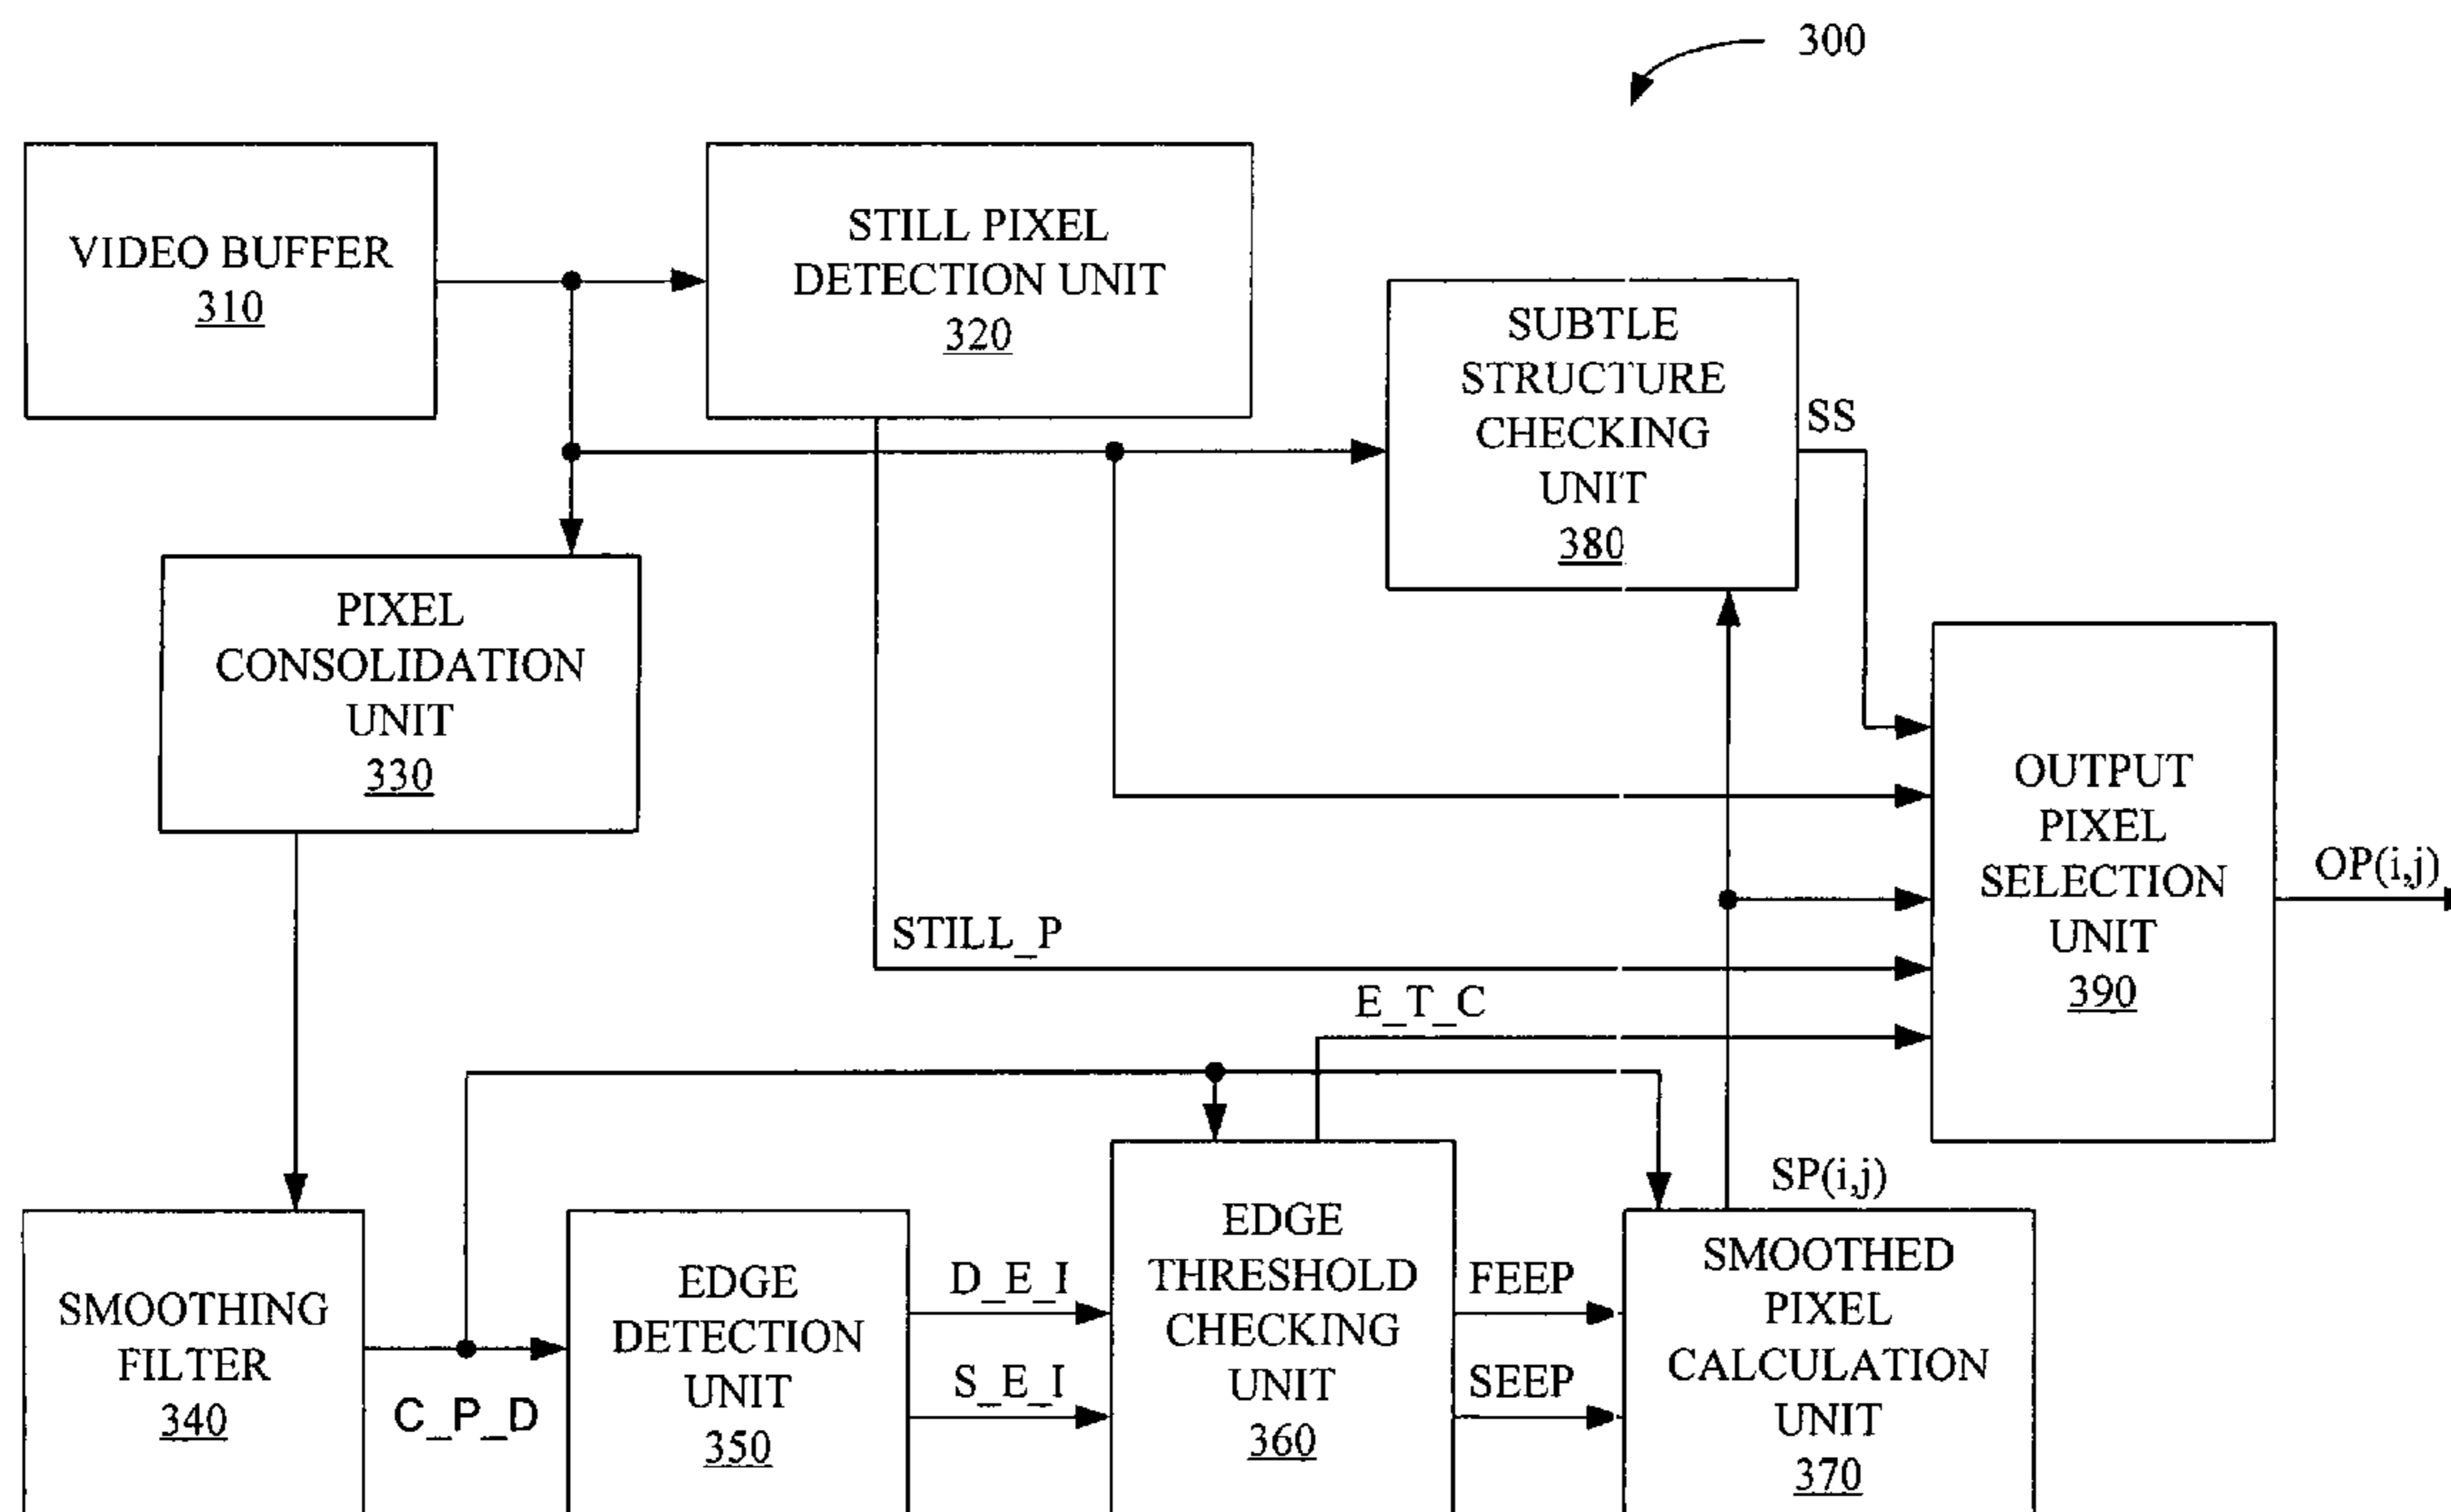 300
VIDEO BUFFER
310
STILL PIXEL
DETECTION UNIT
320
SUBTLE
STRUCTURE
CHECKING
UNIT
380
SS
PIXEL
CONSOLIDATION
UNIT
330
OUTPUT
PIXEL
SELECTION
UNIT
390
OP(i,j)
STILL_P
E_T_C
SP(i,j)
SMOOTHING
FILTER
340
C_P_D
EDGE
DETECTION
UNIT
350
D_E_I
S_E_I
EDGE
THRESHOLD
CHECKING
UNIT
360
FEEP
SEEP
SMOOTHED
PIXEL
CALCULATION
UNIT
370